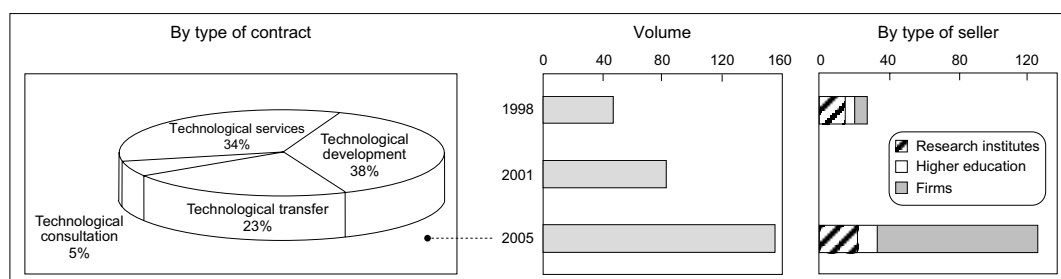 By type of contract
Technological services
34%
Technological
development
38%
Technological transfer
23%
Technological
consultation
5%
Volume
0 40 80 120 160
1998
2001
2005
By type of seller
0 40 80 120
Research institutes
Higher education
Firms